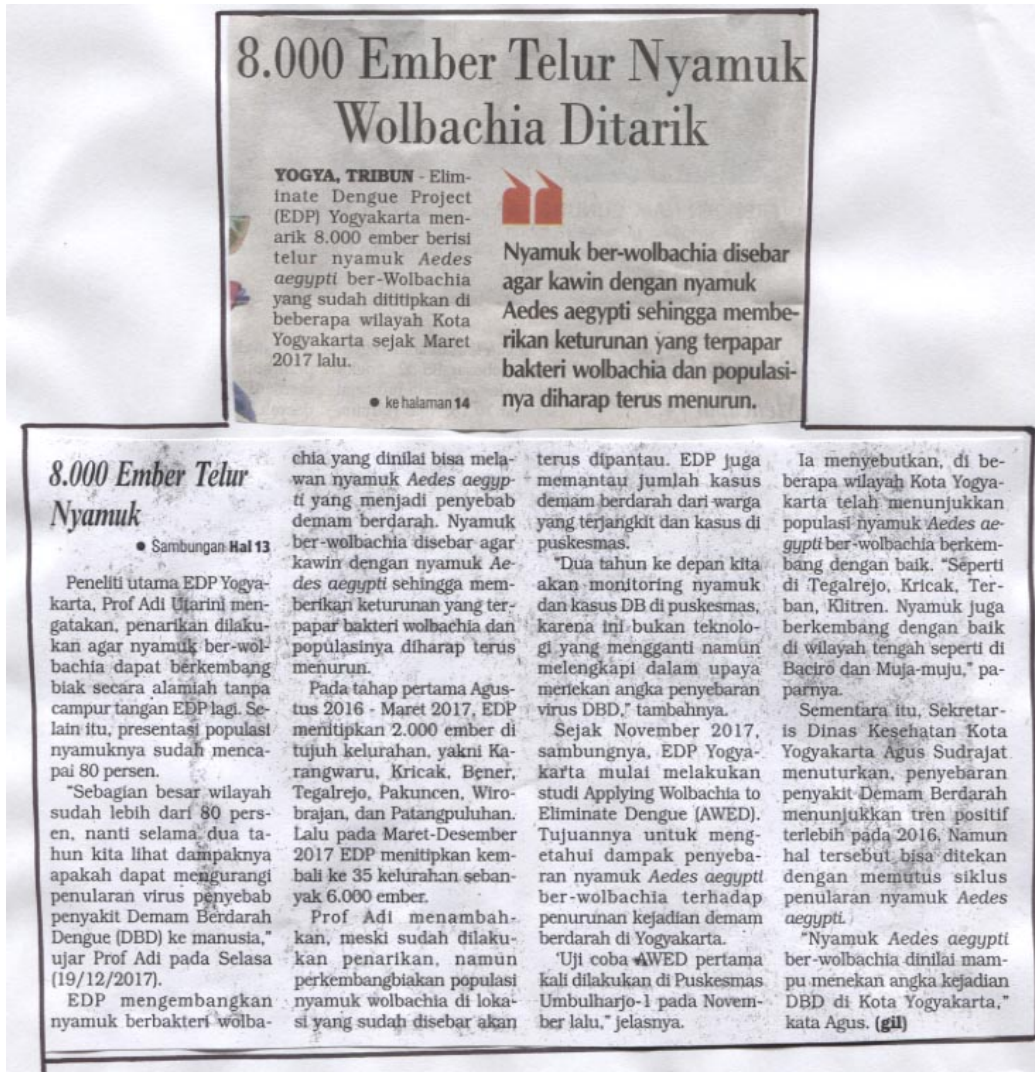 8.000 Ember Telur Nyamuk
Wolbachia Ditarik
YOGYA, TRIBUN - Elim-
inate Dengue Project
(EDP) Yogyakarta men-
arik 8.000 ember berisi
telur nyamuk Aedes
aegypti ber-Wolbachia
yang sudah dititipkan di
beberapa wilayah Kota
Yogyakarta sejak Maret
2017 lalu.
● ke halaman 14
Nyamuk ber-wolbachia disebar
agar kawin dengan nyamuk
Aedes aegypti sehingga membe-
rikan keturunan yang terpapar
bakteri wolbachia dan populasi-
nya diharap terus menurun.
8.000 Ember Telur
Nyamuk
● Sambungan Hal 13
Peneliti utama EDP Yogya-
karta, Prof Adi Utarini men-
gatakan, penarikan dilaku-
kan agar nyamuk ber-wol-
bachia dapat berkembang
biak secara alamiah tanpa
campur tangan EDP lagi. Se-
lain itu, presentasi populasi
nyamuknya sudah menca-
pai 80 persen.
"Sebagian besar wilayah
sudah lebih dari 80 pers-
en, nanti selama dua ta-
hun kita lihat dampaknya
apakah dapat mengurangi
penularan virus penyebab
penyakit Demam Berdarah
Dengue (DBD) ke manusia,"
ujar Prof Adi pada Selasa
(19/12/2017).
EDP mengembangkan
nyamuk berbakteri wolba-
chia yang dinilai bisa mela-
wan nyamuk Aedes aegyp-
ti yang menjadi penyebab
demam berdarah. Nyamuk
ber-wolbachia disebar agar
kawin dengan nyamuk Ae-
des aegypti sehingga mem-
berikan keturunan yang ter-
papar bakteri wolbachia dan
populasinya diharap terus
menurun.
Pada tahap pertama Agus-
tus 2016 - Maret 2017, EDP
menitipkan 2.000 ember di
tujuh kelurahan, yakni Ka-
rangwaru, Kricak, Bener,
Tegalrejo, Pakuncen, Wiro-
brajan, dan Patangpuluhan.
Lalu pada Maret-Desember
2017 EDP menitipkan kem-
bali ke 35 kelurahan seban-
yak 6.000 ember.
Prof Adi menambah-
kan, meski sudah dilaku-
kan penarikan, namun
perkembangbiakan populasi
nyamuk wolbachia di loka-
si yang sudah disebar akan
terus dipantau. EDP juga
memantau jumlah kasus
demam berdarah dari warga
yang terjangkit dan kasus di
puskesmas.
"Dua tahun ke depan kita
akan monitoring nyamuk
dan kasus DB di puskesmas,
karena ini bukan teknolo-
gi yang mengganti namun
melengkapi dalam upaya
menekan angka penyebaran
virus DBD," tambahnya.
Sejak November 2017,
sambungnya, EDP Yogya-
karta mulai melakukan
studi Applying Wolbachia to
Eliminate Dengue (AWED).
Tujuannya untuk meng-
etahui dampak penyeba-
ran nyamuk Aedes aegypti
ber-wolbachia terhadap
penurunan kejadian demam
berdarah di Yogyakarta.
"Uji coba AWED pertama
kali dilakukan di Puskesmas
Umbulharjo-1 pada Novem-
ber lalu," jelasnya.
Ia menyebutkan, di be-
berapa wilayah Kota Yogya-
karta telah menunjukkan
populasi nyamuk Aedes ae-
gypti ber-wolbachia berkem-
bang dengan baik. "Seperti
di Tegalrejo, Kricak, Ter-
ban, Klitren. Nyamuk juga
berkembang dengan baik
di wilayah tengah seperti di
Baciro dan Muja-muju," pa-
parnya.
Sementara itu, Sekretar-
is Dinas Kesehatan Kota
Yogyakarta Agus Sudrajat
menuturkan, penyebaran
penyakit Demam Berdarah
menunjukkan tren positif
terlebih pada 2016. Namun
hal tersebut bisa ditekan
dengan memutus siklus
penularan nyamuk Aedes
aegypti.
"Nyamuk Aedes aegypti
ber-wolbachia dinilai mam-
pu menekan angka kejadian
DBD di Kota Yogyakarta,"
kata Agus. (gil)